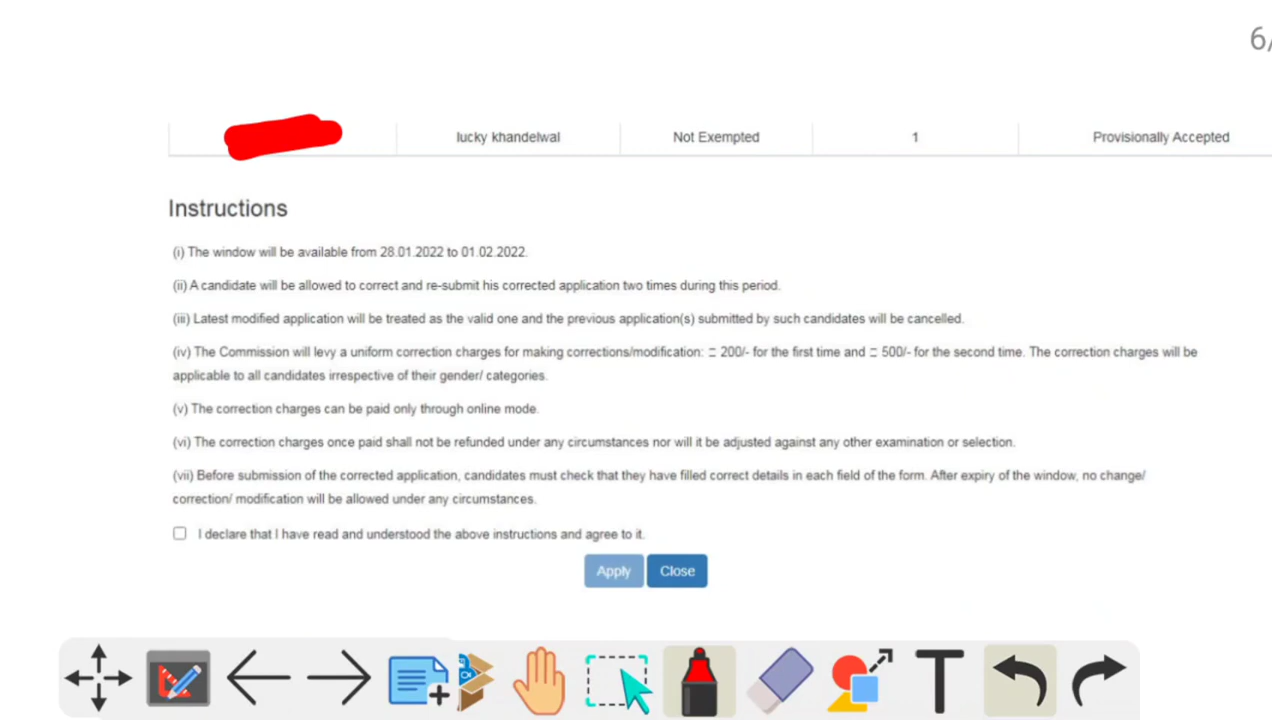 6/
lucky khandelwal Not Exempted 1 Provisionally Accepted
Instructions
(i) The window will be available from 28.01.2022 to 01.02.2022.
(ii) A candidate will be allowed to correct and re-submit his corrected application two times during this period.
(iii) Latest modified application will be treated as the valid one and the previous application(s) submitted by such candidates will be cancelled.
(iv) The Commission will levy a uniform correction charges for making corrections/modification: 200/- for the first time and 500/- for the second time. The correction charges will be
applicable to all candidates irrespective of their gender/ categories.
(v) The correction charges can be paid only through online mode.
(vi) The correction charges once paid shall not be refunded under any circumstances nor will it be adjusted against any other examination or selection.
(vii) Before submission of the corrected application, candidates must check that they have filled correct details in each field of the form. After expiry of the window, no change/
correction/ modification will be allowed under any circumstances.
I declare that I have read and understood the above instructions and agree to it.
Apply Close
T